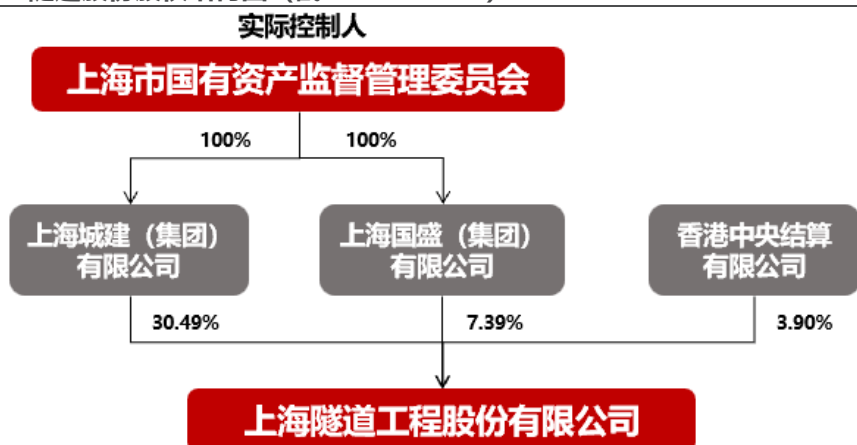 实际控制人
上海市国有资产监督管理委员会
100%
100%
上海城建（集团）
有限公司
上海国盛（集团）
有限公司
香港中央结算
有限公司
30.49%
7.39%
3.90%
上海隧道工程股份有限公司